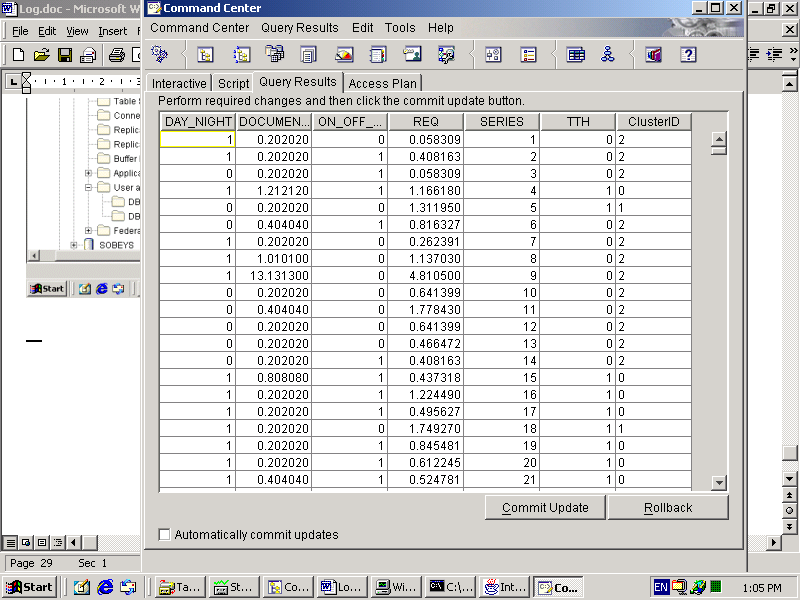 Log.doc - Microsoft W
File Edit View Insert
Command Center
Command Center Query Results Edit Tools Help
Interactive Script Query Results Access Plan
Perform required changes and then click the commit update button.
DAY_NIGHT DOCUMEN... ON_OFF_... REQ SERIES TTH ClusterID
1 0.202020 0 0.058309 1 0 2
1 0.202020 1 0.408163 2 0 2
0 0.202020 1 0.058309 3 0 2
1 1.212120 1 1.166180 4 1 0
0 0.202020 0 1.311950 5 1 1
0 0.404040 1 0.816327 6 0 2
1 0.202020 0 0.262391 7 0 2
1 1.010100 0 1.137030 8 0 2
1 13.131300 0 4.810500 9 0 2
0 0.202020 0 0.641399 10 0 2
0 0.404040 0 1.778430 11 0 2
0 0.202020 0 0.641399 12 0 2
0 0.202020 0 0.466472 13 0 2
0 0.202020 1 0.408163 14 0 2
1 0.808080 1 0.437318 15 1 0
1 0.202020 1 1.224490 16 1 0
1 0.202020 1 0.495627 17 1 0
1 0.202020 0 1.749270 18 1 1
1 0.202020 1 0.845481 19 1 0
1 0.202020 1 0.612245 20 1 0
1 0.404040 1 0.524781 21 1 0
Commit Update Rollback
Automatically commit updates
Table S
Conne
Replic
Replic
Buffer
Applica
User a
DB
DB
Federa
SOBEYS
Start
Page 29 Sec 1
Start Ta... St... Co... Lo... Wi... C:\... Int... Co... EN 1:05 PM